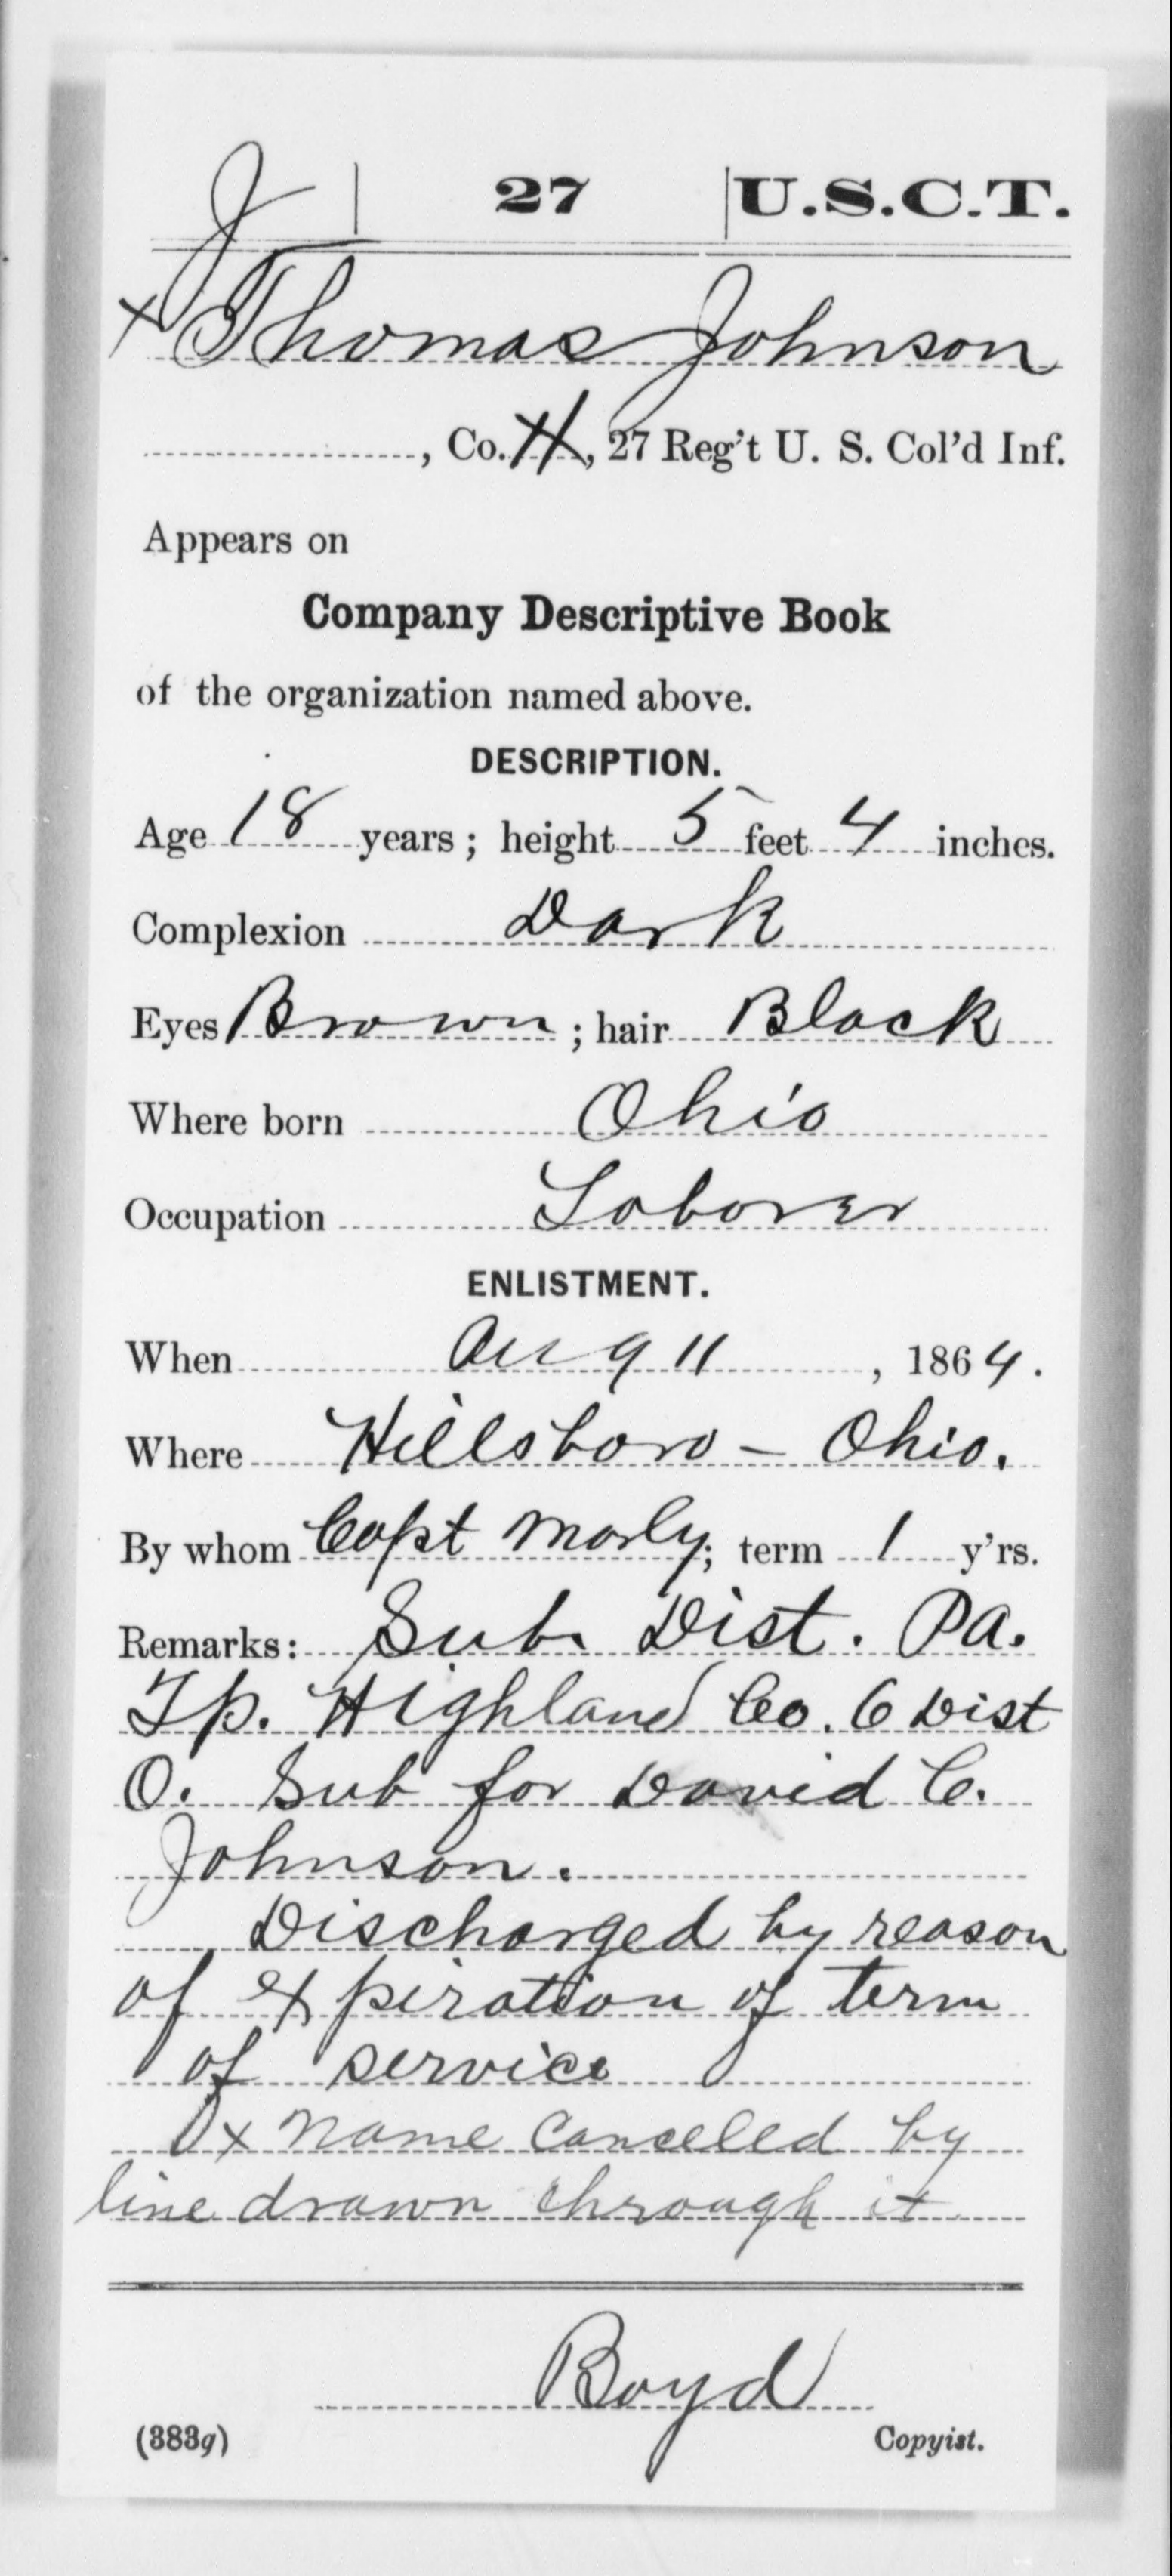 J | 27 | U.S.C.T.
x Thomas Johnson
, Co. H, 27 Reg't U. S. Col'd Inf.
Appears on
Company Descriptive Book
of the organization named above.
DESCRIPTION.
Age 18 years; height 5 feet 4 inches.
Complexion Dark
Eyes Brown; hair Black
Where born Ohio
Occupation Laborer
ENLISTMENT.
When Aug 11, 1864.
Where Hillsboro - Ohio.
By whom Capt Marly; term 1 y'rs.
Remarks: Sub. Dist. Pa.
Tp. Highland Co. 6 Dist
O. Sub for David C.
Johnson.
Discharged by reason
of expiration of term
of service
x Name canceled by
line drawn through it
Boyd
(383g) Copyist.